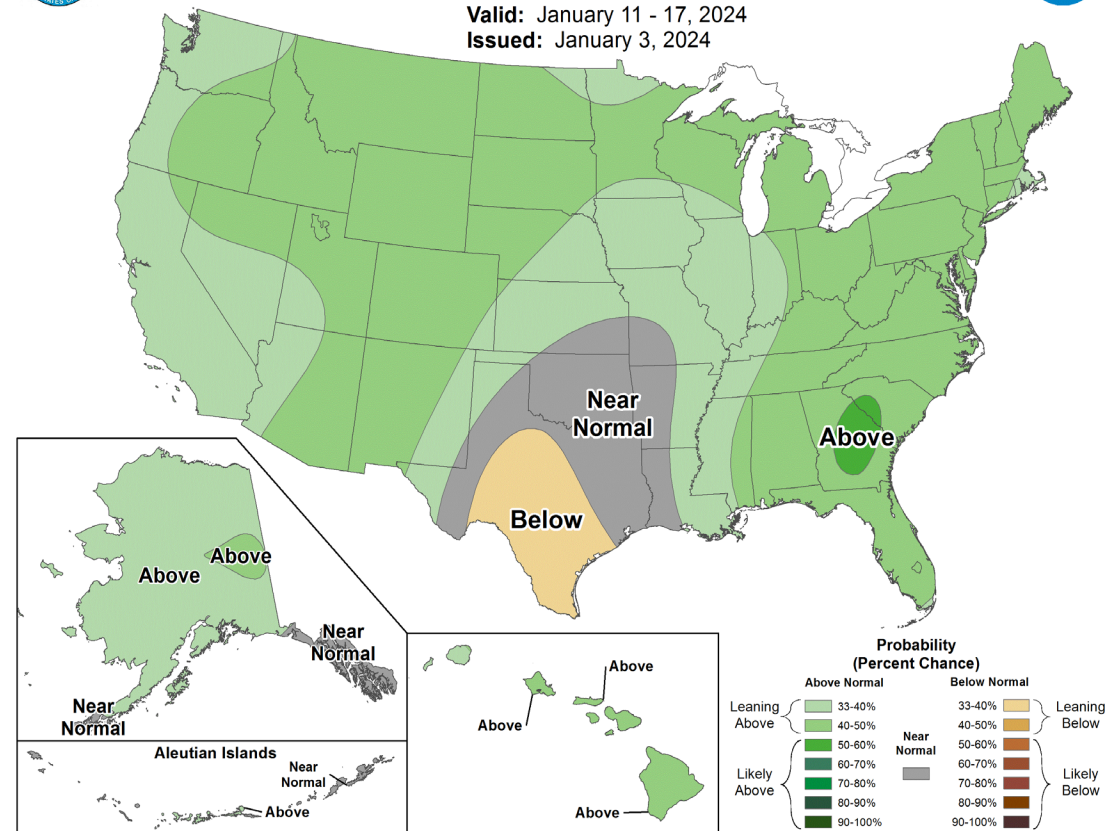 STATES O
Valid: January 11 - 17, 2024
Issued: January 3, 2024
Near
Normal
Above
Below
Above
Above
Near
Normal
Near
Normal
Aleutian Islands
Near
Normal
Above
Above
Above
Above
Probability
(Percent Chance)
Above Normal
Below Normal
Leaning
Above
33-40%
40-50%
Likely
Above
50-60%
60-70%
70-80%
80-90%
90-100%
Near
Normal
33-40%
40-50%
Leaning
Below
50-60%
60-70%
70-80%
80-90%
90-100%
Likely
Below